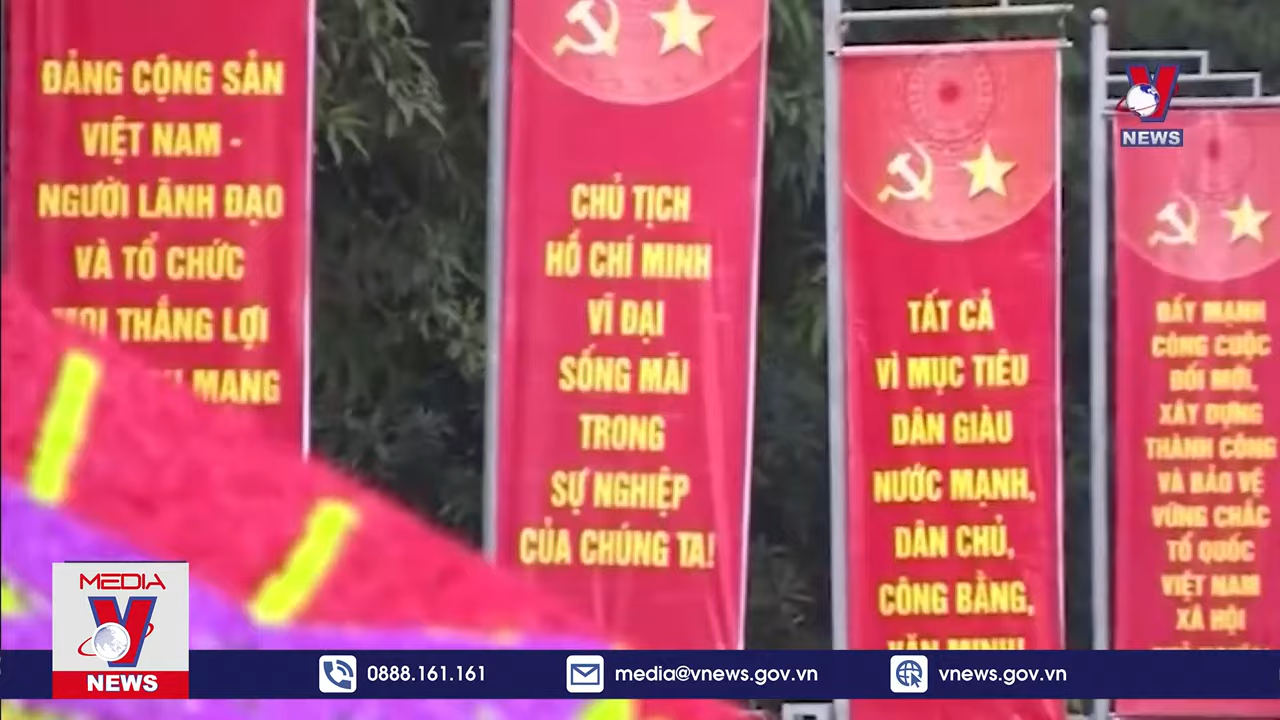 ĐẢNG CỘNG SẢN
VIỆT NAM -
NGƯỜI LÃNH ĐẠO
VÀ TỔ CHỨC
THẮNG LỢI
MANG
CHỦ TỊCH
HỒ CHÍ MINH
VĨ ĐẠI
SỐNG MÃI
TRONG
SỰ NGHIỆP
CỦA CHÚNG TA!
TẤT CẢ
VÌ MỤC TIÊU
DÂN GIÀU
NƯỚC MẠNH,
DÂN CHỦ,
CÔNG BẰNG,
VĂN MINH!
ĐẨY MẠNH
CÔNG CUỘC
ĐỔI MỚI,
XÂY DỰNG
THÀNH CÔNG
VÀ BẢO VỆ
VỮNG CHẮC
TỔ QUỐC
VIỆT NAM
XÃ HỘI
V
NEWS
MEDIA
V
NEWS
0888.161.161
media@vnews.gov.vn
vnews.gov.vn